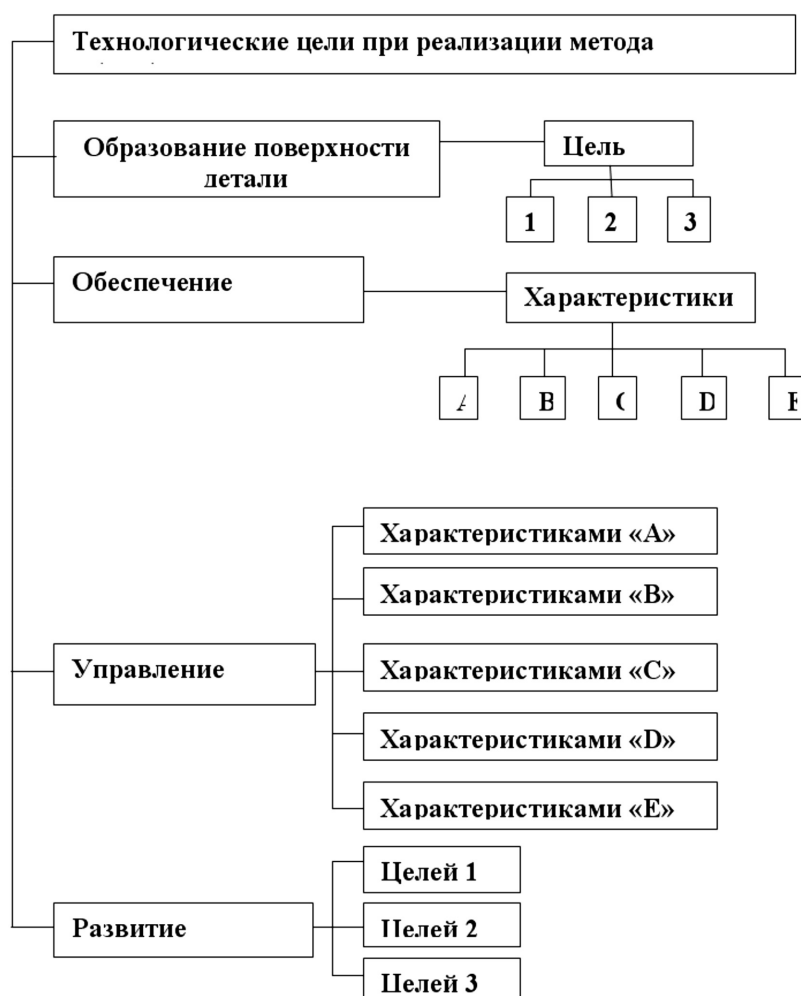 Технологические цели при реализации метода
Образование поверхности
детали
Цель
1 2 3
Обеспечение
Характеристики
A B C D E
Характеристиками «А»
Характеристиками «В»
Управление
Характеристиками «С»
Характеристиками «D»
Характеристиками «Е»
Целей 1
Развитие
Целей 2
Целей 3